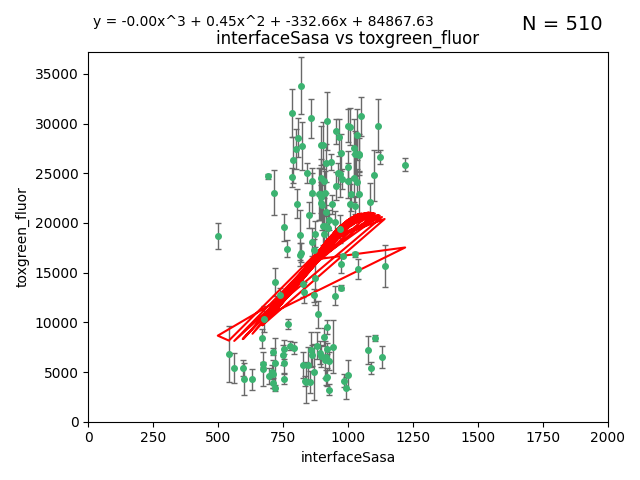 y = -0.00x^3 + 0.45x^2 + -332.66x + 84867.63
N = 510
interfaceSasa vs toxgreen_fluor
35000
30000
25000
20000
15000
10000
5000
0
toxgreen_fluor
0 250 500 750 1000 1250 1500 1750 2000
interfaceSasa